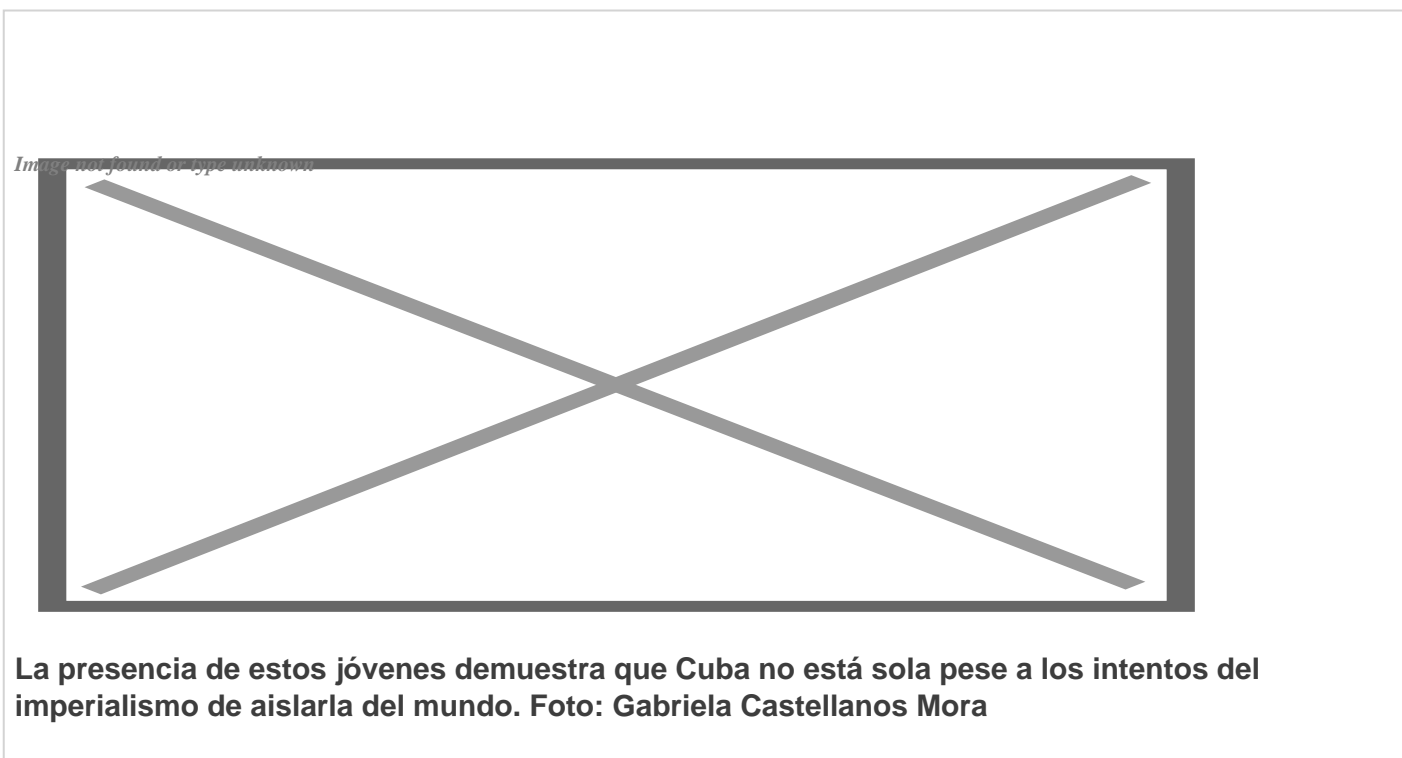 Image not found or type unknown
La presencia de estos jóvenes demuestra que Cuba no está sola pese a los intentos del
imperialismo de aislarla del mundo. Foto: Gabriela Castellanos Mora